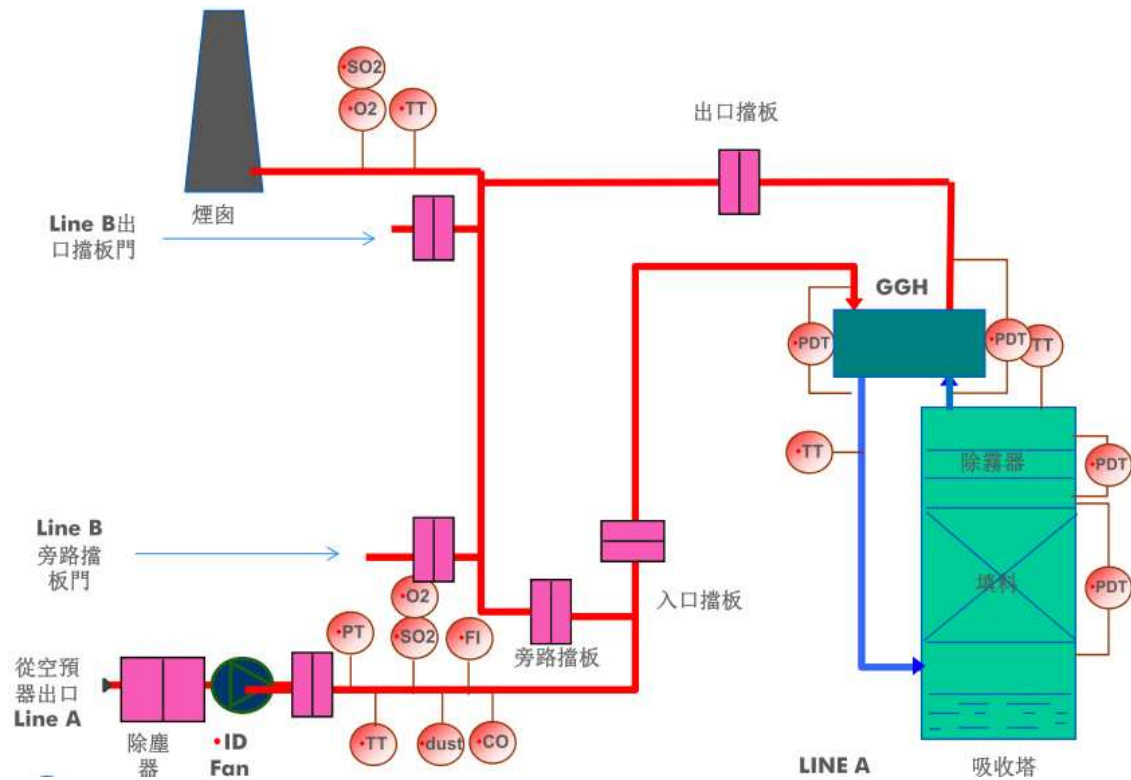 •SO2
•O2
•TT
出口擋板
煙囪
Line B出
口擋板門
GGH
•PDT
•PDT
TT
•TT
除霧器
•PDT
Line B
旁路擋
板門
•O2
入口擋板
填料
•PDT
•PT
•SO2
•FI
旁路擋板
從空預
器出口
Line A
•TT
•dust
•CO
除塵
器
•ID
Fan
LINE A
吸收塔